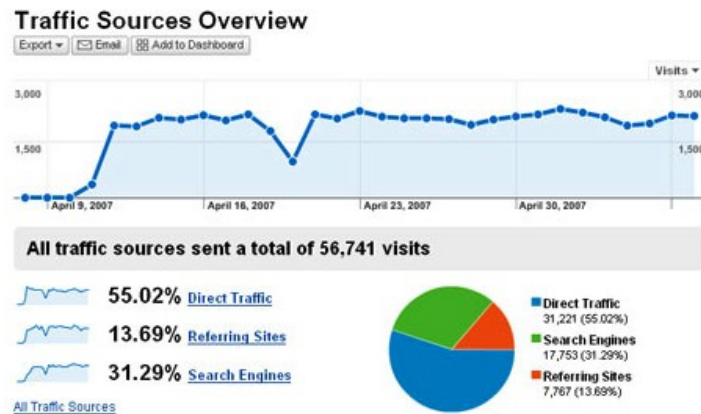 Traffic Sources Overview
Export Email Add to Dashboard
Visits
3,000 3,000
1,500 1,500
April 9, 2007 April 16, 2007 April 23, 2007 April 30, 2007
All traffic sources sent a total of 56,741 visits
55.02% Direct Traffic
13.69% Referring Sites
31.29% Search Engines
All Traffic Sources
Direct Traffic
31,221 (55.02%)
Search Engines
17,753 (31.29%)
Referring Sites
7,767 (13.69%)